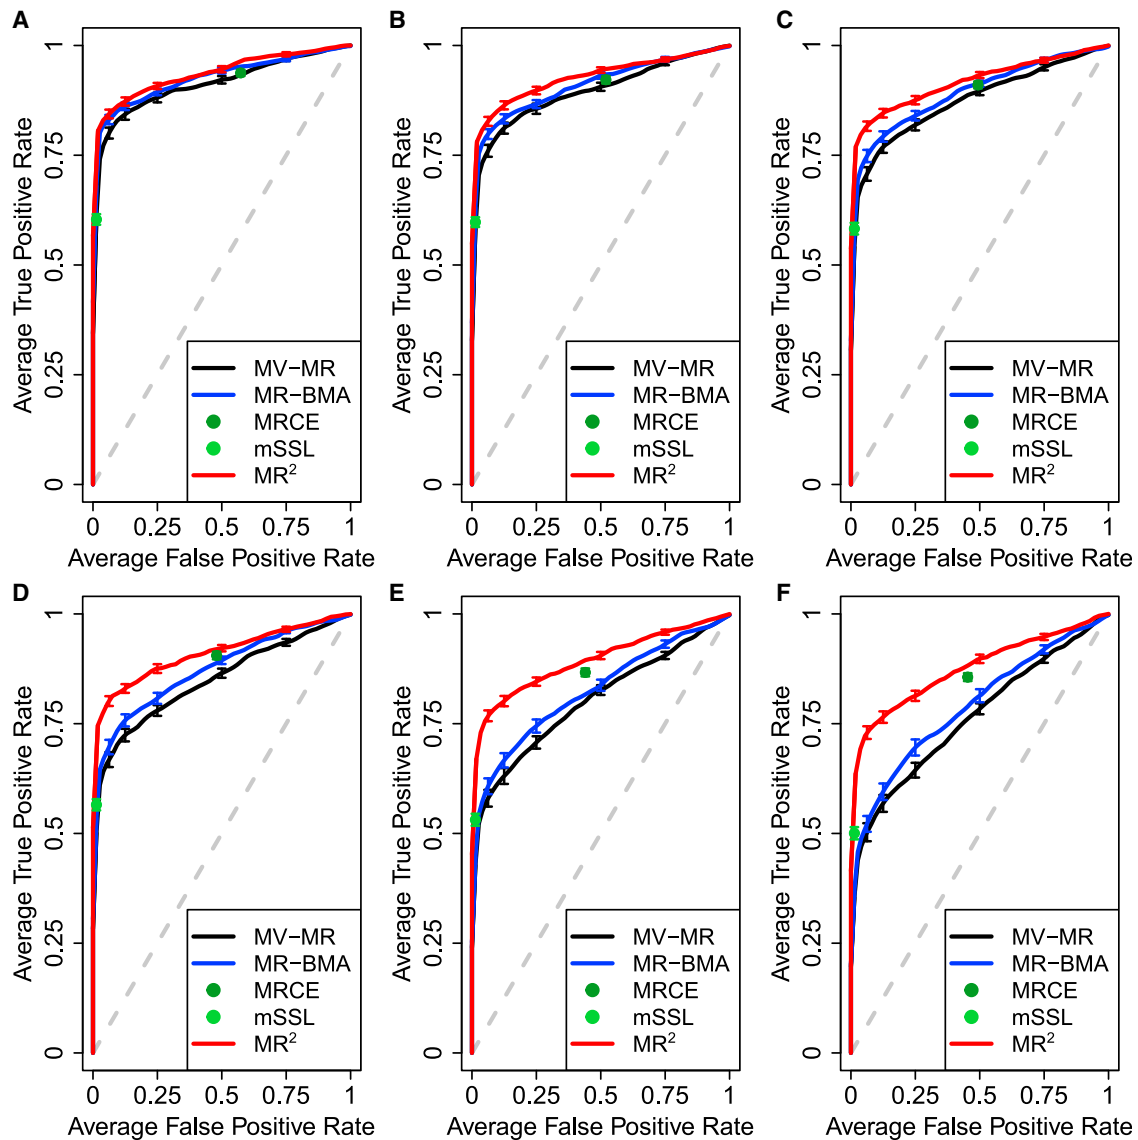 A
Average True Positive Rate
1
0.75
0.5
0.25
0
MV−MR
MR−BMA
MRCE
mSSL
MR²
0 0.25 0.5 0.75 1
Average False Positive Rate
B
Average True Positive Rate
1
0.75
0.5
0.25
0
MV−MR
MR−BMA
MRCE
mSSL
MR²
0 0.25 0.5 0.75 1
Average False Positive Rate
C
Average True Positive Rate
1
0.75
0.5
0.25
0
MV−MR
MR−BMA
MRCE
mSSL
MR²
0 0.25 0.5 0.75 1
Average False Positive Rate
D
Average True Positive Rate
1
0.75
0.5
0.25
0
MV−MR
MR−BMA
MRCE
mSSL
MR²
0 0.25 0.5 0.75 1
Average False Positive Rate
E
Average True Positive Rate
1
0.75
0.5
0.25
0
MV−MR
MR−BMA
MRCE
mSSL
MR²
0 0.25 0.5 0.75 1
Average False Positive Rate
F
Average True Positive Rate
1
0.75
0.5
0.25
0
MV−MR
MR−BMA
MRCE
mSSL
MR²
0 0.25 0.5 0.75 1
Average False Positive Rate